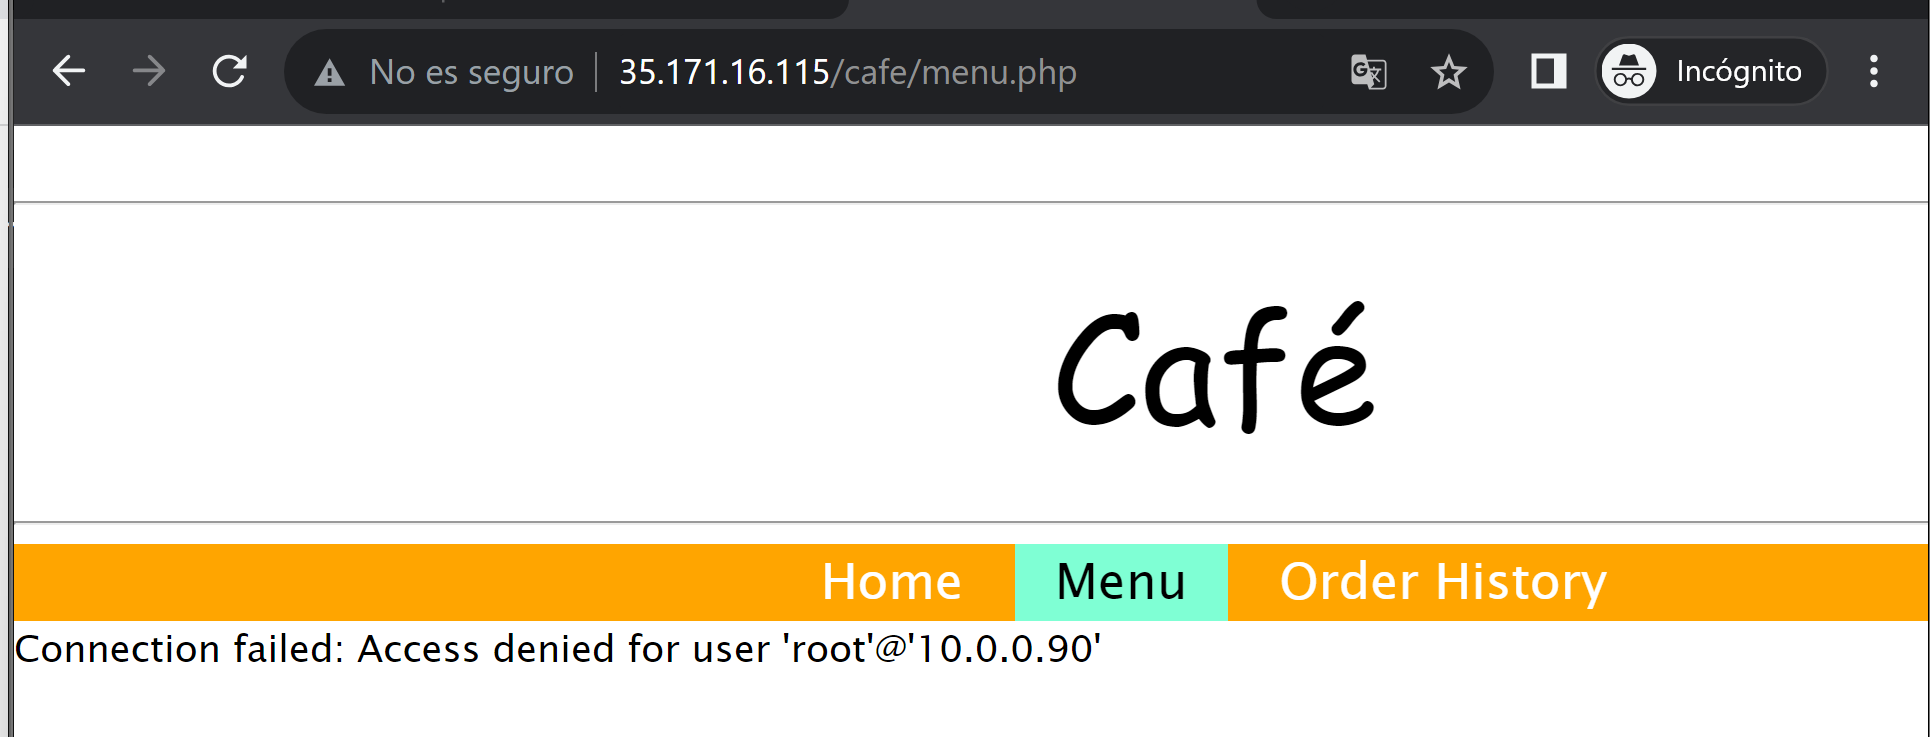 No es seguro 35.171.16.115/cafe/menu.php Incógnito
Café
Home Menu Order History
Connection failed: Access denied for user 'root'@'10.0.0.90'